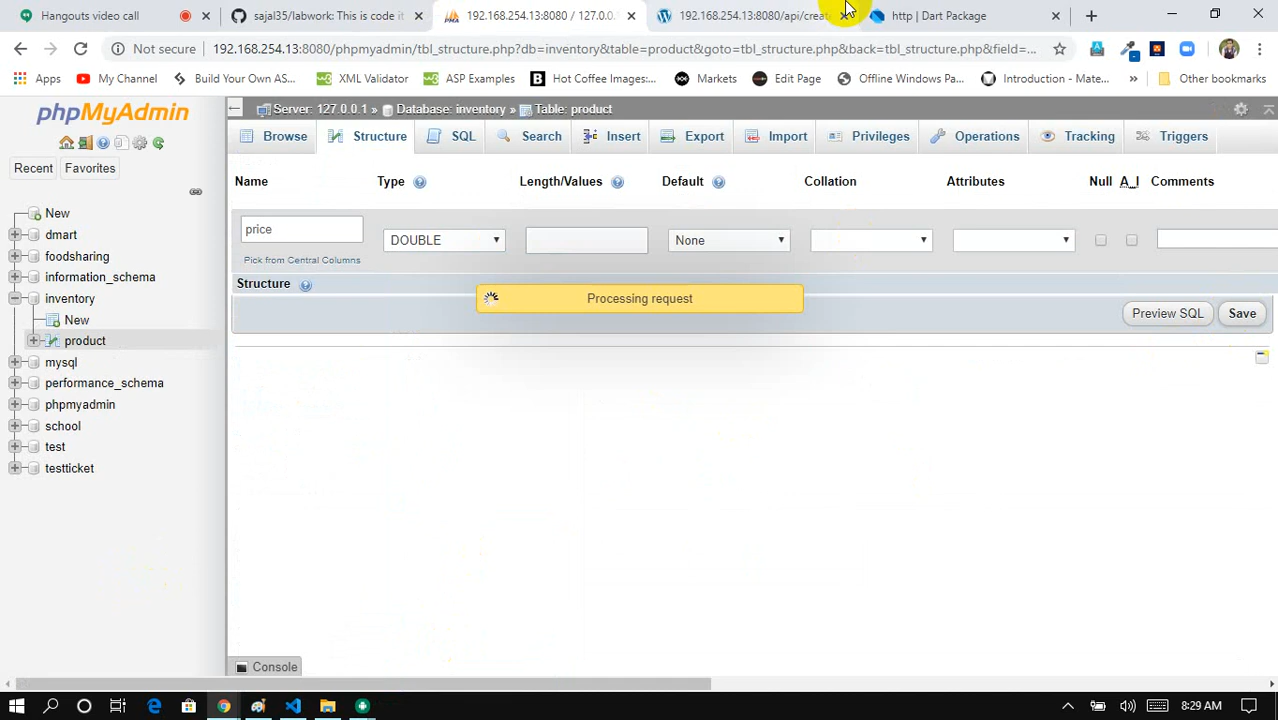 Hangouts video call
sajal35/labwork: This is code it
192.168.254.13:8080 / 127.0.0.
192.168.254.13:8080/api/create
http | Dart Package
Not secure
192.168.254.13:8080/phpmyadmin/tbl_structure.php?db=inventory&table=product&goto=tbl_structure.php&back=tbl_structure.php&field=...
Apps
My Channel
Build Your Own AS...
XML Validator
ASP Examples
Hot Coffee Images:...
Markets
Edit Page
Offline Windows Pa...
Introduction - Mate...
»
Other bookmarks
phpMyAdmin
Server: 127.0.0.1 » Database: inventory » Table: product
Browse
Structure
SQL
Search
Insert
Export
Import
Privileges
Operations
Tracking
Triggers
Recent
Favorites
Name
Type
Length/Values
Default
Collation
Attributes
Null
A_I
Comments
New
dmart
foodsharing
information_schema
inventory
New
product
mysql
performance_schema
phpmyadmin
school
test
testticket
price
DOUBLE
None
Pick from Central Columns
Structure
Processing request
Preview SQL
Save
Console
8:29 AM